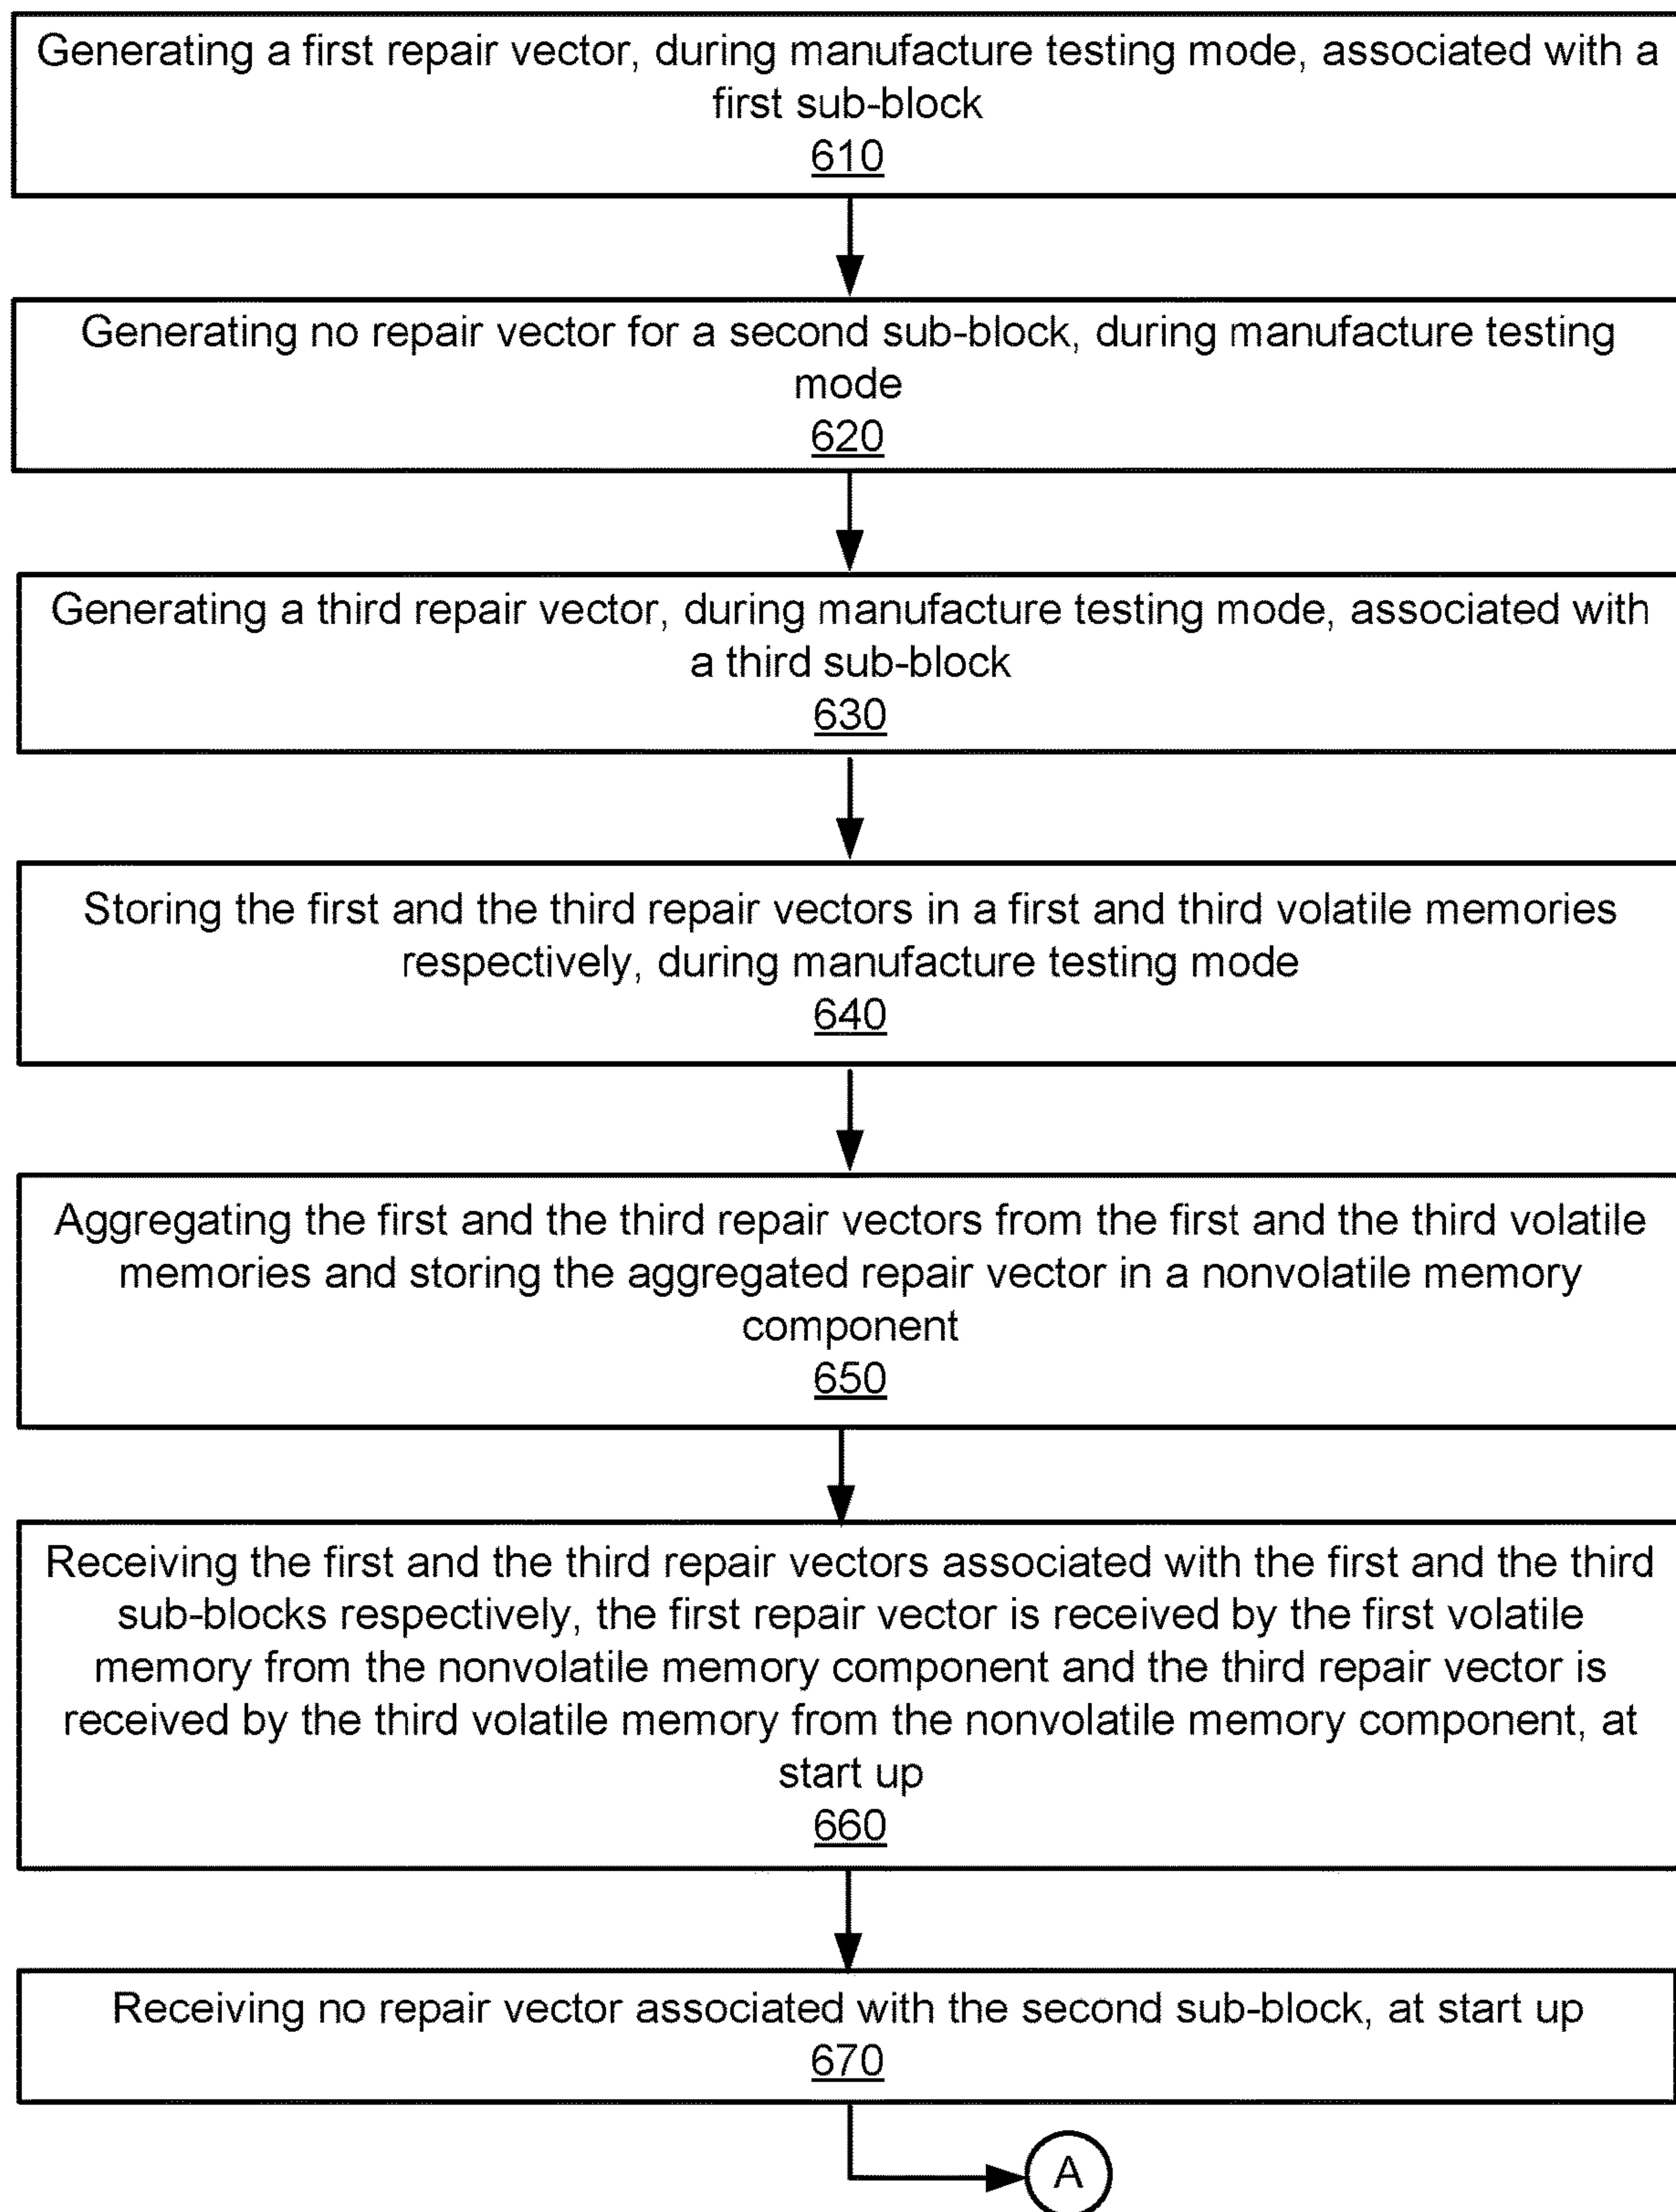 Generating a first repair vector, during manufacture testing mode, associated with a
first sub-block
610
Generating no repair vector for a second sub-block, during manufacture testing
mode
620
Generating a third repair vector, during manufacture testing mode, associated with
a third sub-block
630
Storing the first and the third repair vectors in a first and third volatile memories
respectively, during manufacture testing mode
640
Aggregating the first and the third repair vectors from the first and the third volatile
memories and storing the aggregated repair vector in a nonvolatile memory
component
650
Receiving the first and the third repair vectors associated with the first and the third
sub-blocks respectively, the first repair vector is received by the first volatile
memory from the nonvolatile memory component and the third repair vector is
received by the third volatile memory from the nonvolatile memory component, at
start up
660
Receiving no repair vector associated with the second sub-block, at start up
670
A